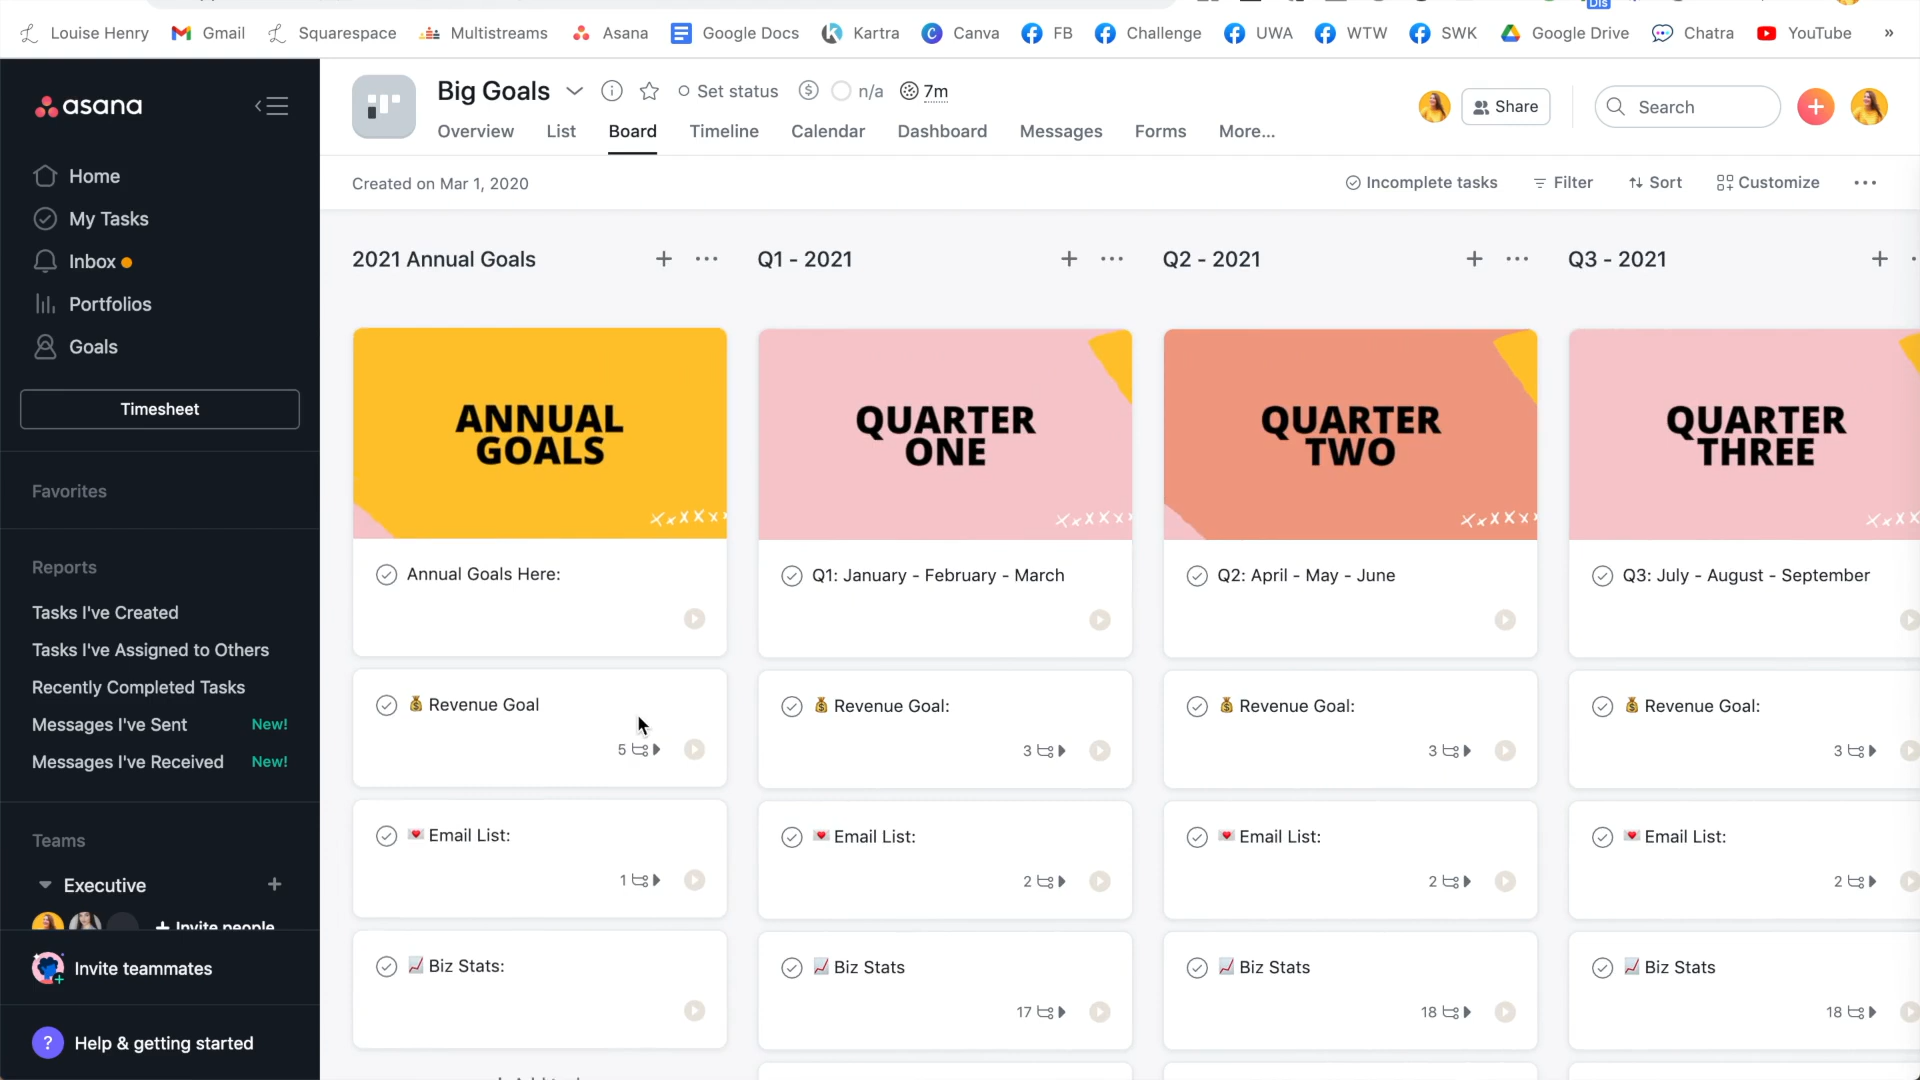 Dis
Louise Henry
Gmail
Squarespace
Multistreams
Asana
Google Docs
Kartra
Canva
FB
Challenge
UWA
WTW
SWK
Google Drive
Chatra
YouTube
»
asana
Home
My Tasks
Inbox
Portfolios
Goals
Timesheet
Favorites
Reports
Tasks I've Created
Tasks I've Assigned to Others
Recently Completed Tasks
Messages I've Sent New!
Messages I've Received New!
Teams
Executive
+ Invite people
Invite teammates
? Help & getting started
Big Goals
Set status
$
n/a
7m
Overview
List
Board
Timeline
Calendar
Dashboard
Messages
Forms
More...
Share
Search
Created on Mar 1, 2020
Incomplete tasks
Filter
Sort
Customize
2021 Annual Goals
ANNUAL
GOALS
Annual Goals Here:
💰 Revenue Goal
5
💌 Email List:
1
📈 Biz Stats:
Q1 - 2021
QUARTER
ONE
Q1: January - February - March
💰 Revenue Goal:
3
💌 Email List:
2
📈 Biz Stats
17
Q2 - 2021
QUARTER
TWO
Q2: April - May - June
💰 Revenue Goal:
3
💌 Email List:
2
📈 Biz Stats
18
Q3 - 2021
QUARTER
THREE
Q3: July - August - September
💰 Revenue Goal:
3
💌 Email List:
2
📈 Biz Stats
18